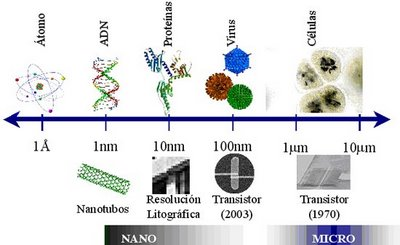 Átomo
ADN
Proteínas
Virus
Células
1Å
1nm
10nm
100nm
1μm
10μm
Nanotubos
Resolución
Litográfica
Transistor
(2003)
Transistor
(1970)
NANO
MICRO